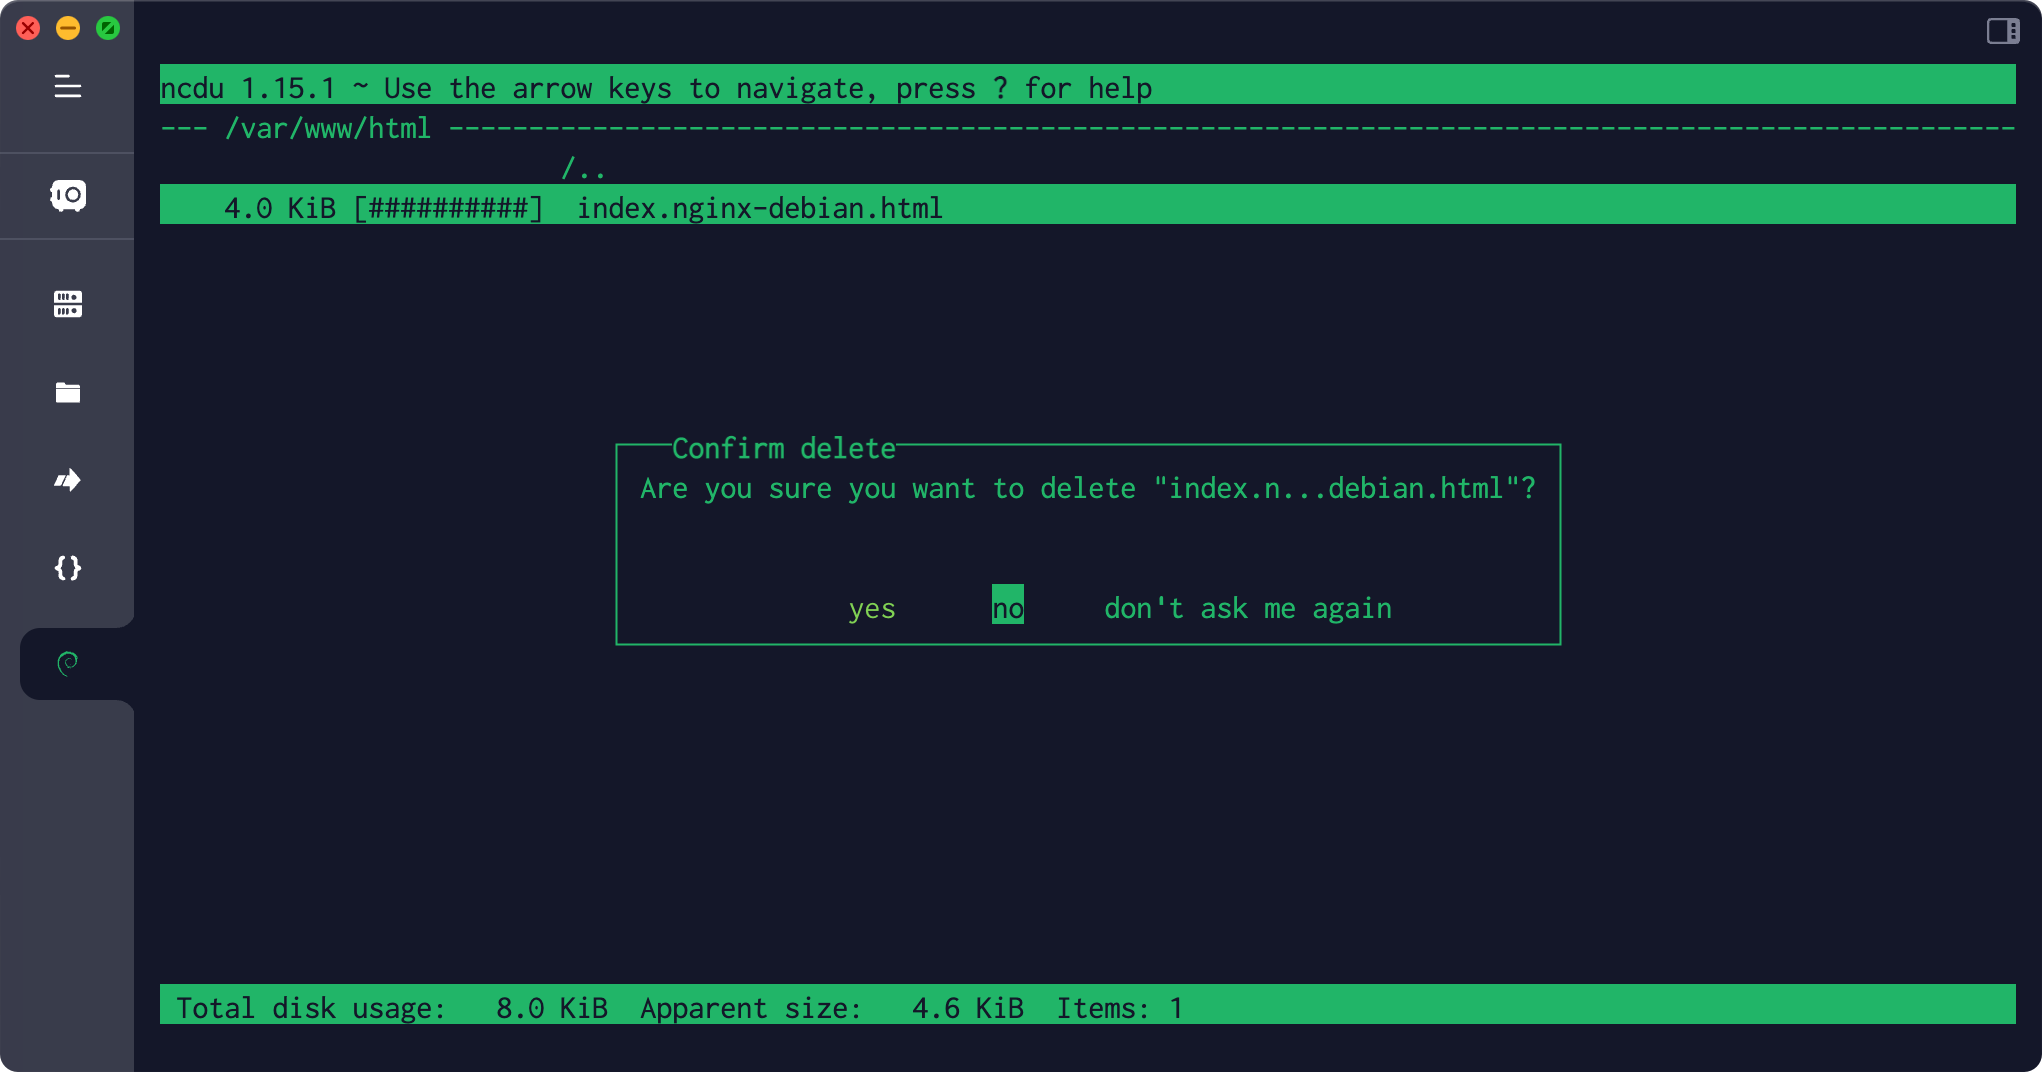 ncdu 1.15.1 ~ Use the arrow keys to navigate, press ? for help
--- /var/www/html --------------------------------------------------------------------------------------------------
/..
4.0 KiB [##########] index.nginx-debian.html
Confirm delete
Are you sure you want to delete "index.n...debian.html"?
yes no don't ask me again
Total disk usage: 8.0 KiB Apparent size: 4.6 KiB Items: 1